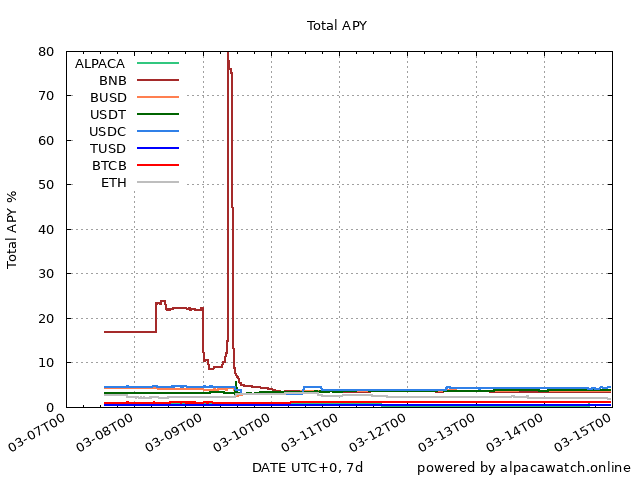 Total APY
80
70
60
50
40
30
20
10
0
Total APY %
ALPACA
BNB
BUSD
USDT
USDC
TUSD
BTCB
ETH
03-07T00
03-08T00
03-09T00
03-10T00
03-11T00
03-12T00
03-13T00
03-14T00
03-15T00
DATE UTC+0, 7d
powered by alpacawatch.online